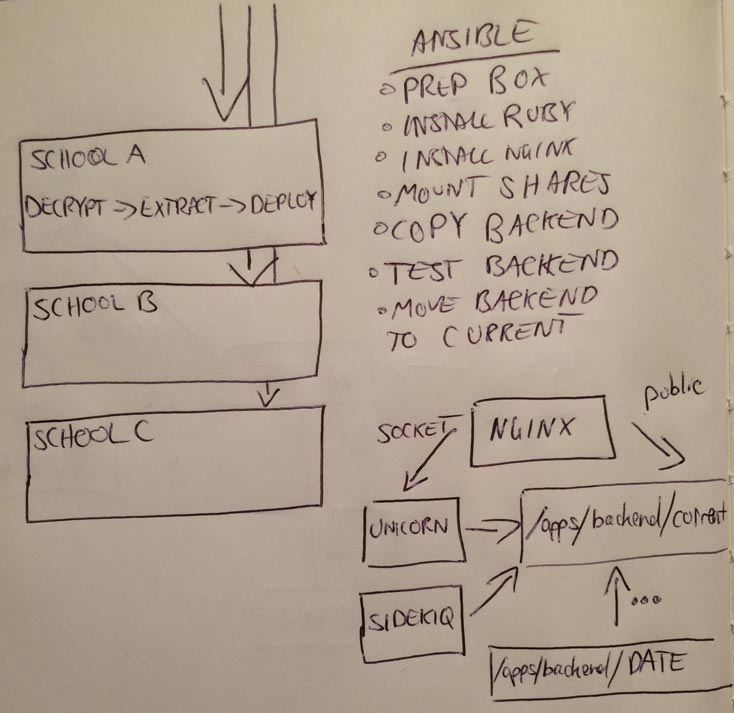 SCHOOL A
DECRYPT → EXTRACT → DEPLOY
SCHOOL B
SCHOOL C
ANSIBLE
○ PREP BOX
○ INSTALL RUBY
○ INSTALL NGINX
○ MOUNT SHARES
○ COPY BACKEND
○ TEST BACKEND
○ MOVE BACKEND
TO CURRENT
public
SOCKET
NGINX
UNICORN
/apps/backend/current
SIDEKIQ
...
/apps/backend/DATE